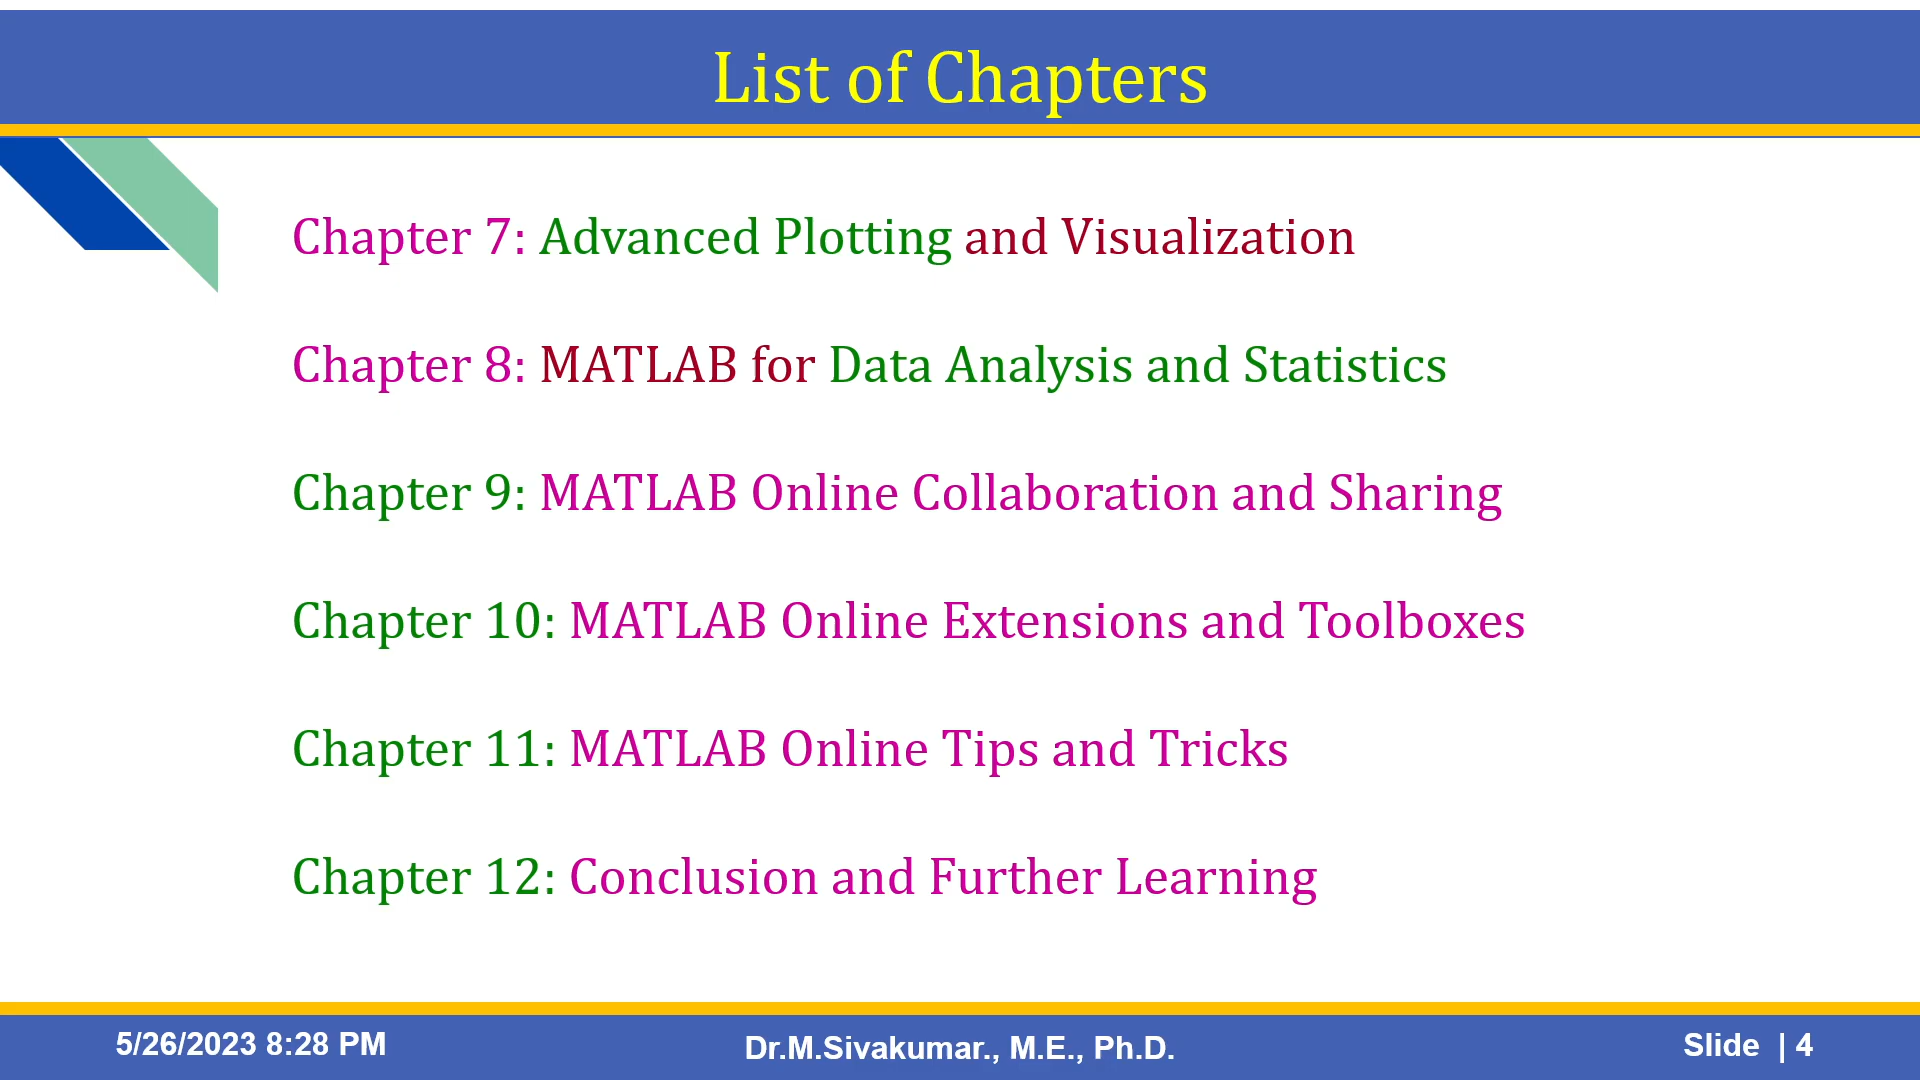 List of Chapters
Chapter 7: Advanced Plotting and Visualization
Chapter 8: MATLAB for Data Analysis and Statistics
Chapter 9: MATLAB Online Collaboration and Sharing
Chapter 10: MATLAB Online Extensions and Toolboxes
Chapter 11: MATLAB Online Tips and Tricks
Chapter 12: Conclusion and Further Learning
5/26/2023 8:28 PM
Dr.M.Sivakumar., M.E., Ph.D.
Slide | 4